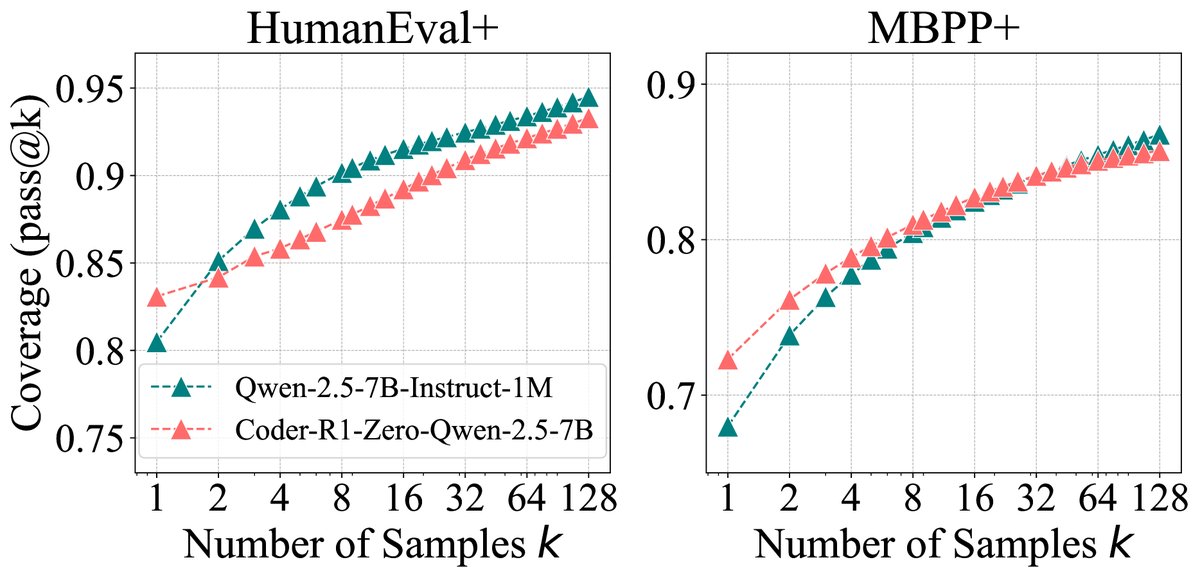 HumanEval+
MBPP+
Coverage (pass@k)
0.95
0.9
0.85
0.8
0.75
Qwen-2.5-7B-Instruct-1M
Coder-R1-Zero-Qwen-2.5-7B
1 2 4 8 16 32 64 128
Number of Samples k
0.9
0.8
0.7
1 2 4 8 16 32 64 128
Number of Samples k